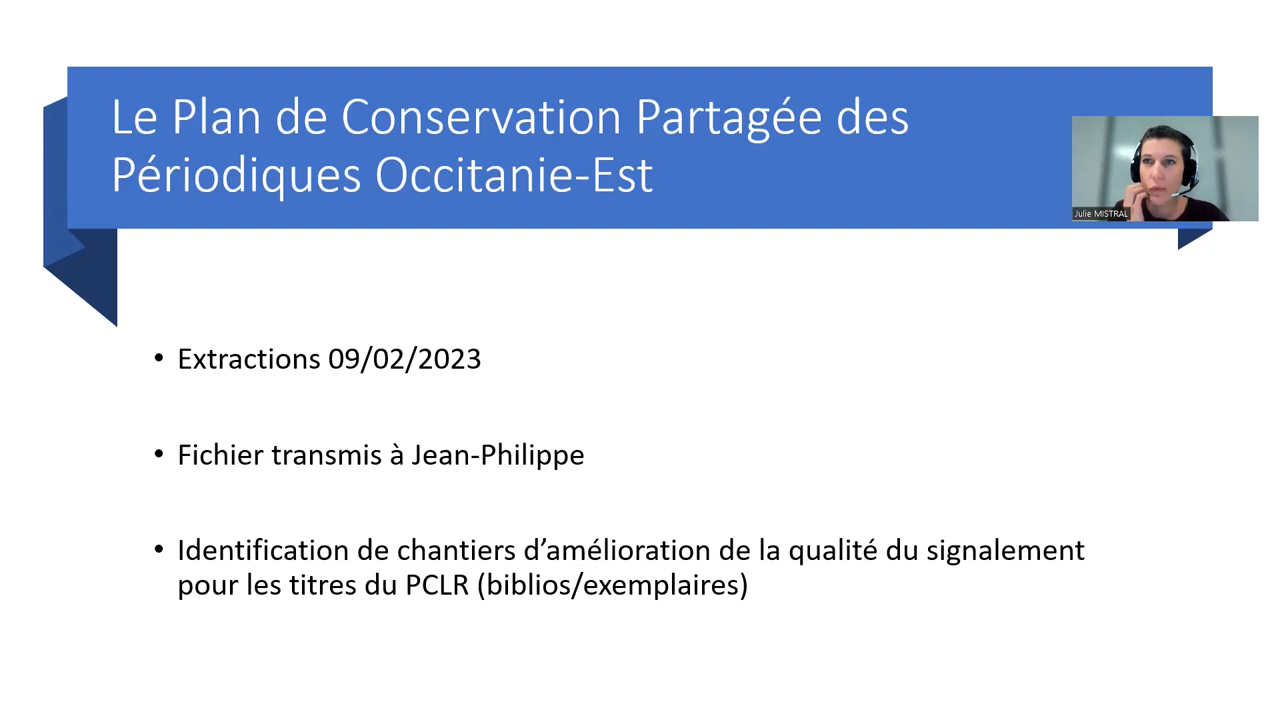 Le Plan de Conservation Partagée des
Périodiques Occitanie-Est
Julie MISTRAL
• Extractions 09/02/2023
• Fichier transmis à Jean-Philippe
• Identification de chantiers d’amélioration de la qualité du signalement
pour les titres du PCLR (biblios/exemplaires)